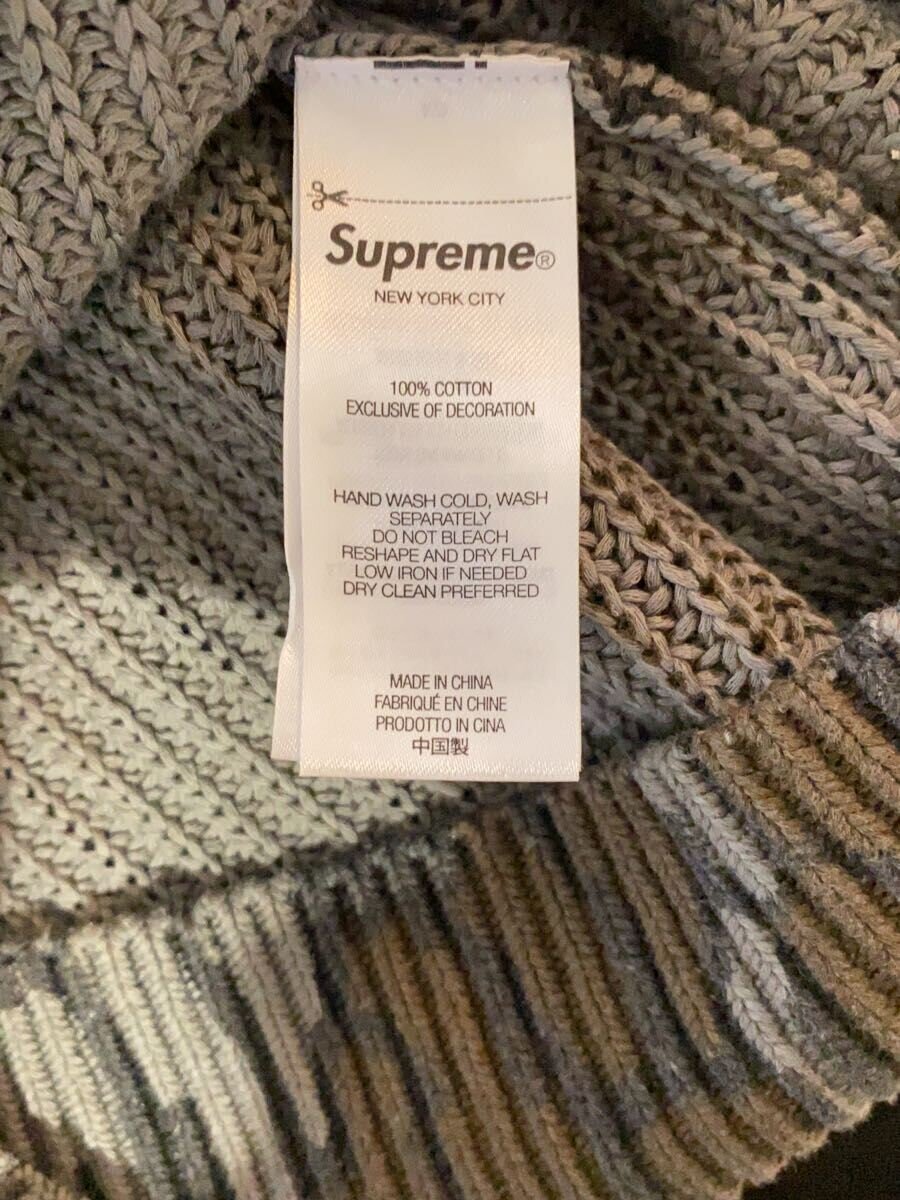 Supreme®
NEW YORK CITY
100% COTTON
EXCLUSIVE OF DECORATION
HAND WASH COLD, WASH
SEPARATELY
DO NOT BLEACH
RESHAPE AND DRY FLAT
LOW IRON IF NEEDED
DRY CLEAN PREFERRED
MADE IN CHINA
FABRIQUÉ EN CHINE
PRODOTTO IN CINA
中国製